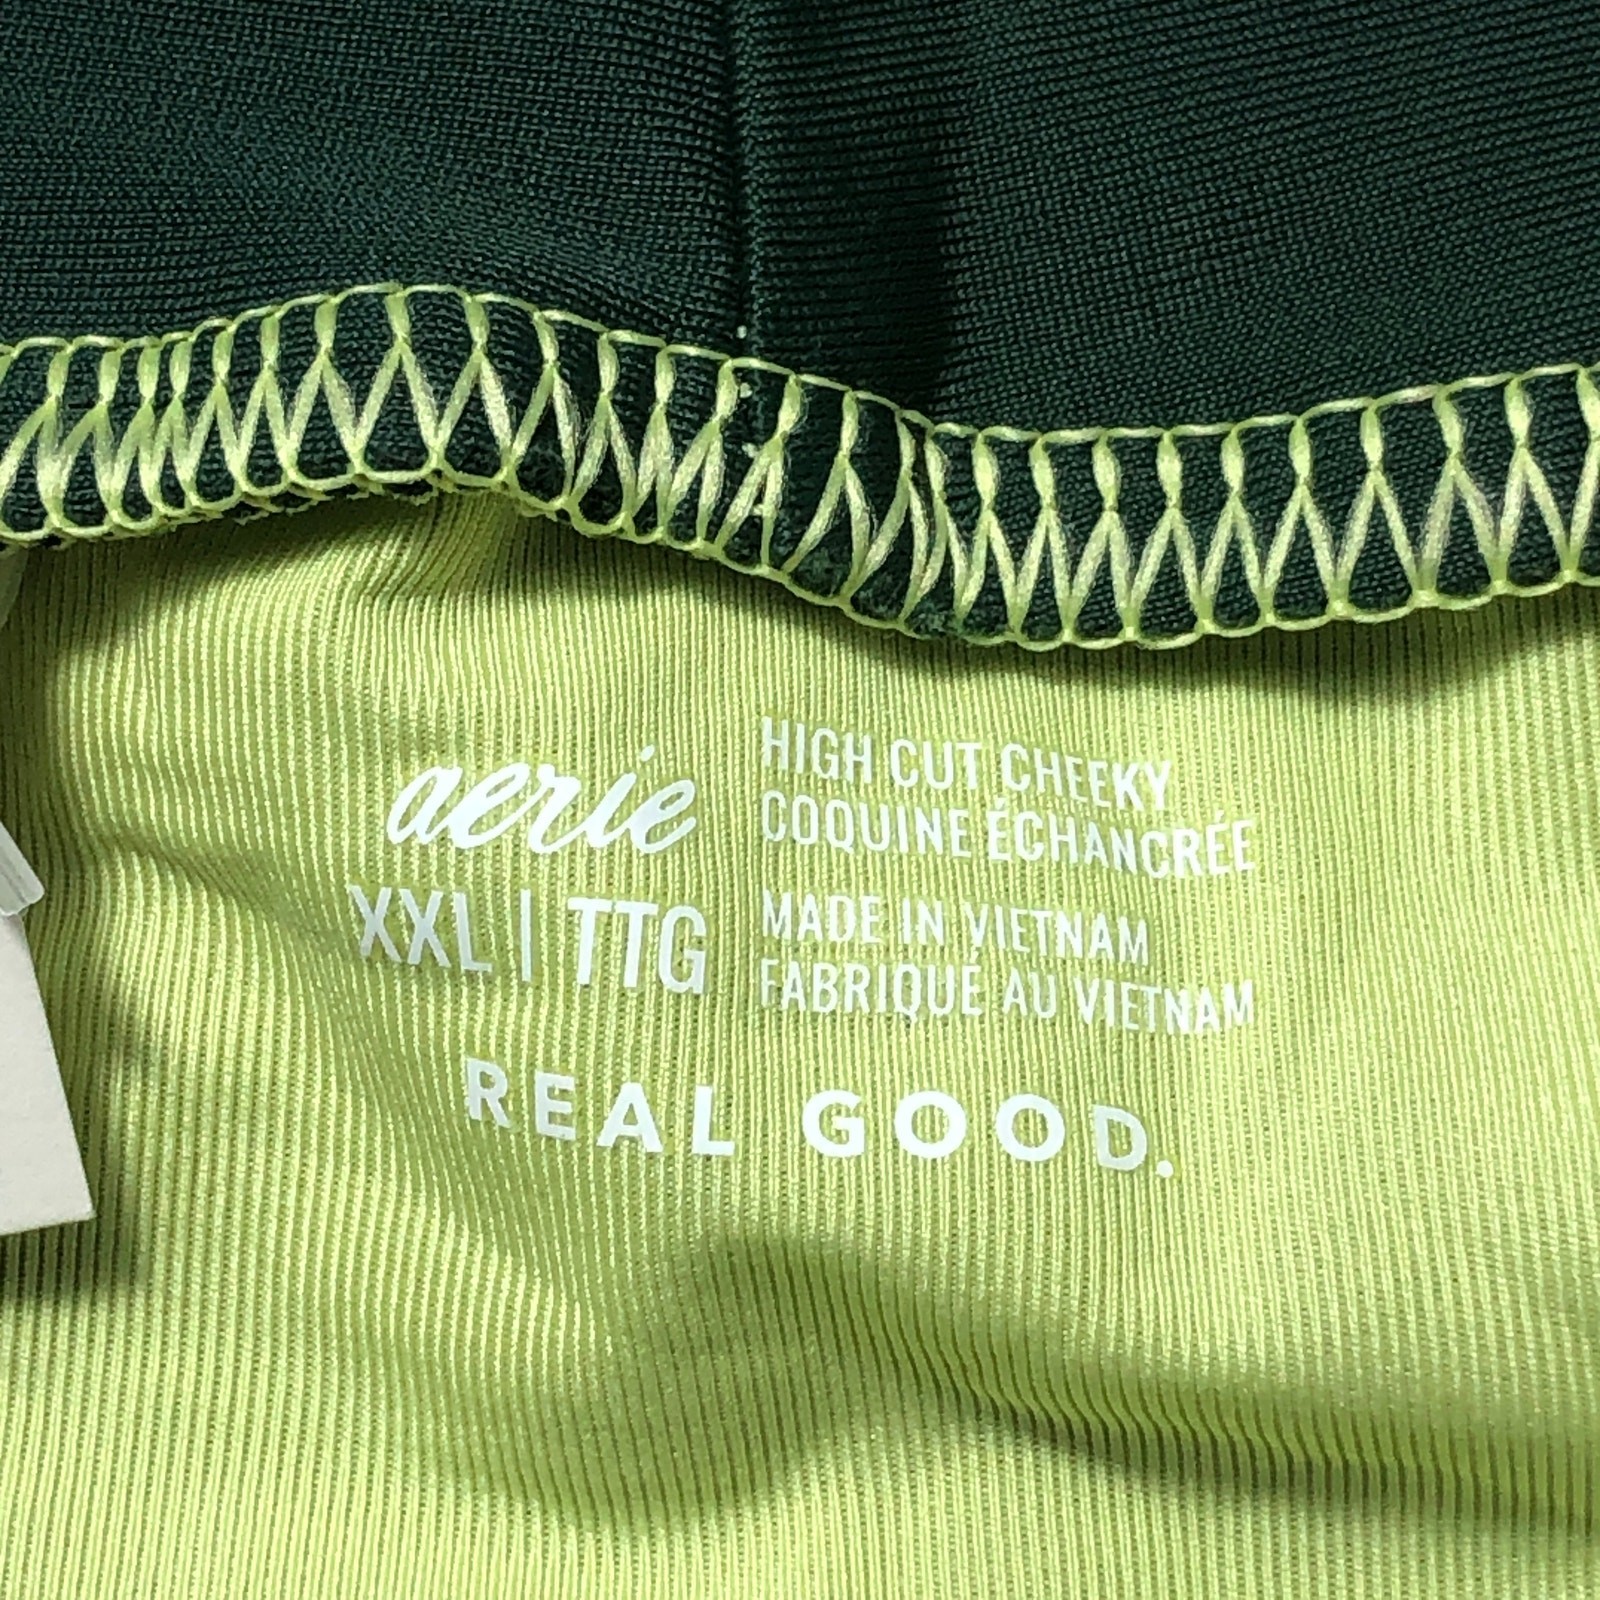 aerie
XXL | TTG
HIGH CUT CHEEKY
COQUINE ÉCHANCRÉE
MADE IN VIETNAM
FABRIQUÉ AU VIETNAM
REAL GOOD.